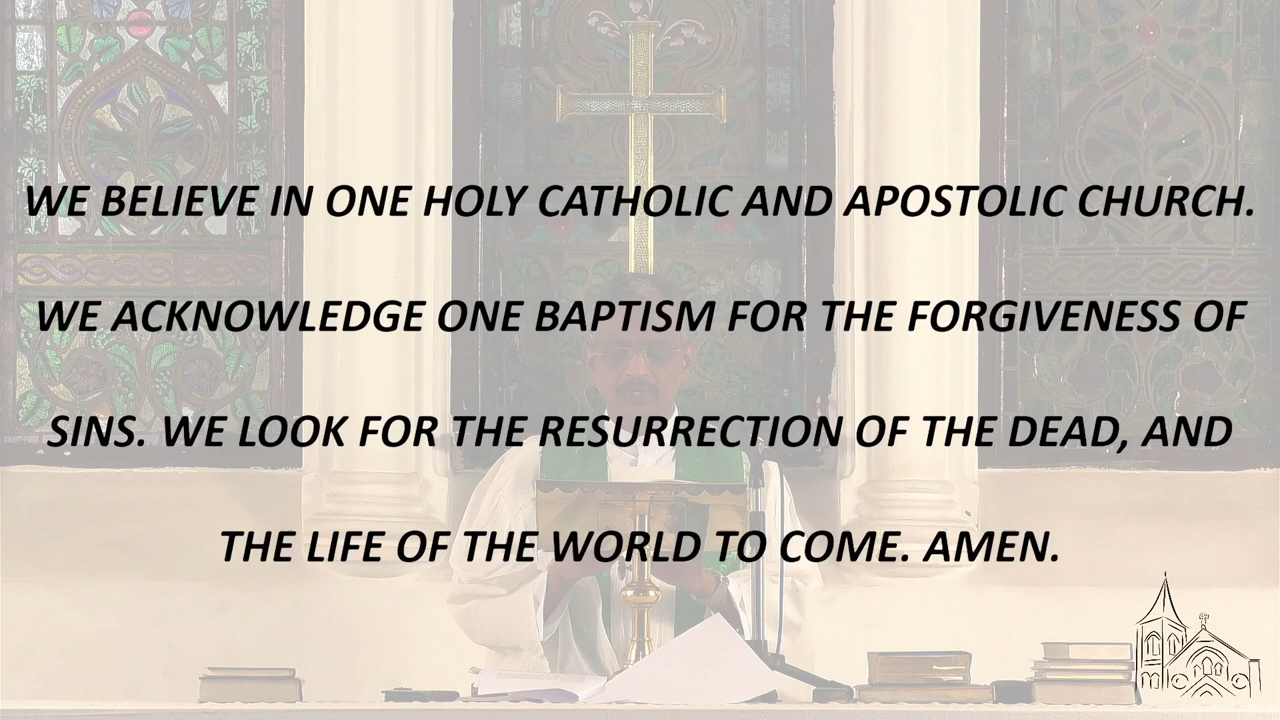 WE BELIEVE IN ONE HOLY CATHOLIC AND APOSTOLIC CHURCH.
WE ACKNOWLEDGE ONE BAPTISM FOR THE FORGIVENESS OF
SINS. WE LOOK FOR THE RESURRECTION OF THE DEAD, AND
THE LIFE OF THE WORLD TO COME. AMEN.